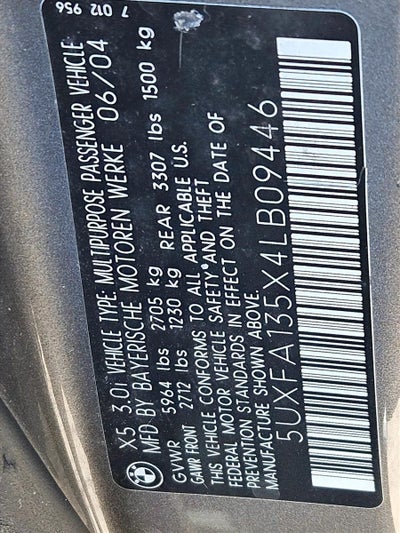 7 012 956
X5 3.0i VEHICLE TYPE: MULTIPURPOSE PASSENGER VEHICLE
MFD BY BAYERISCHE MOTOREN WERKE 06/04
GVWR 5964 lbs 2705 kg REAR 3307 lbs 1500 kg
GAWR FRONT 2712 lbs 1230 kg
THIS VEHICLE CONFORMS TO ALL APPLICABLE U.S.
FEDERAL MOTOR VEHICLE SAFETY AND THEFT
PREVENTION STANDARDS IN EFFECT ON THE DATE OF
MANUFACTURE SHOWN ABOVE.
5UXFA135X4LB09446